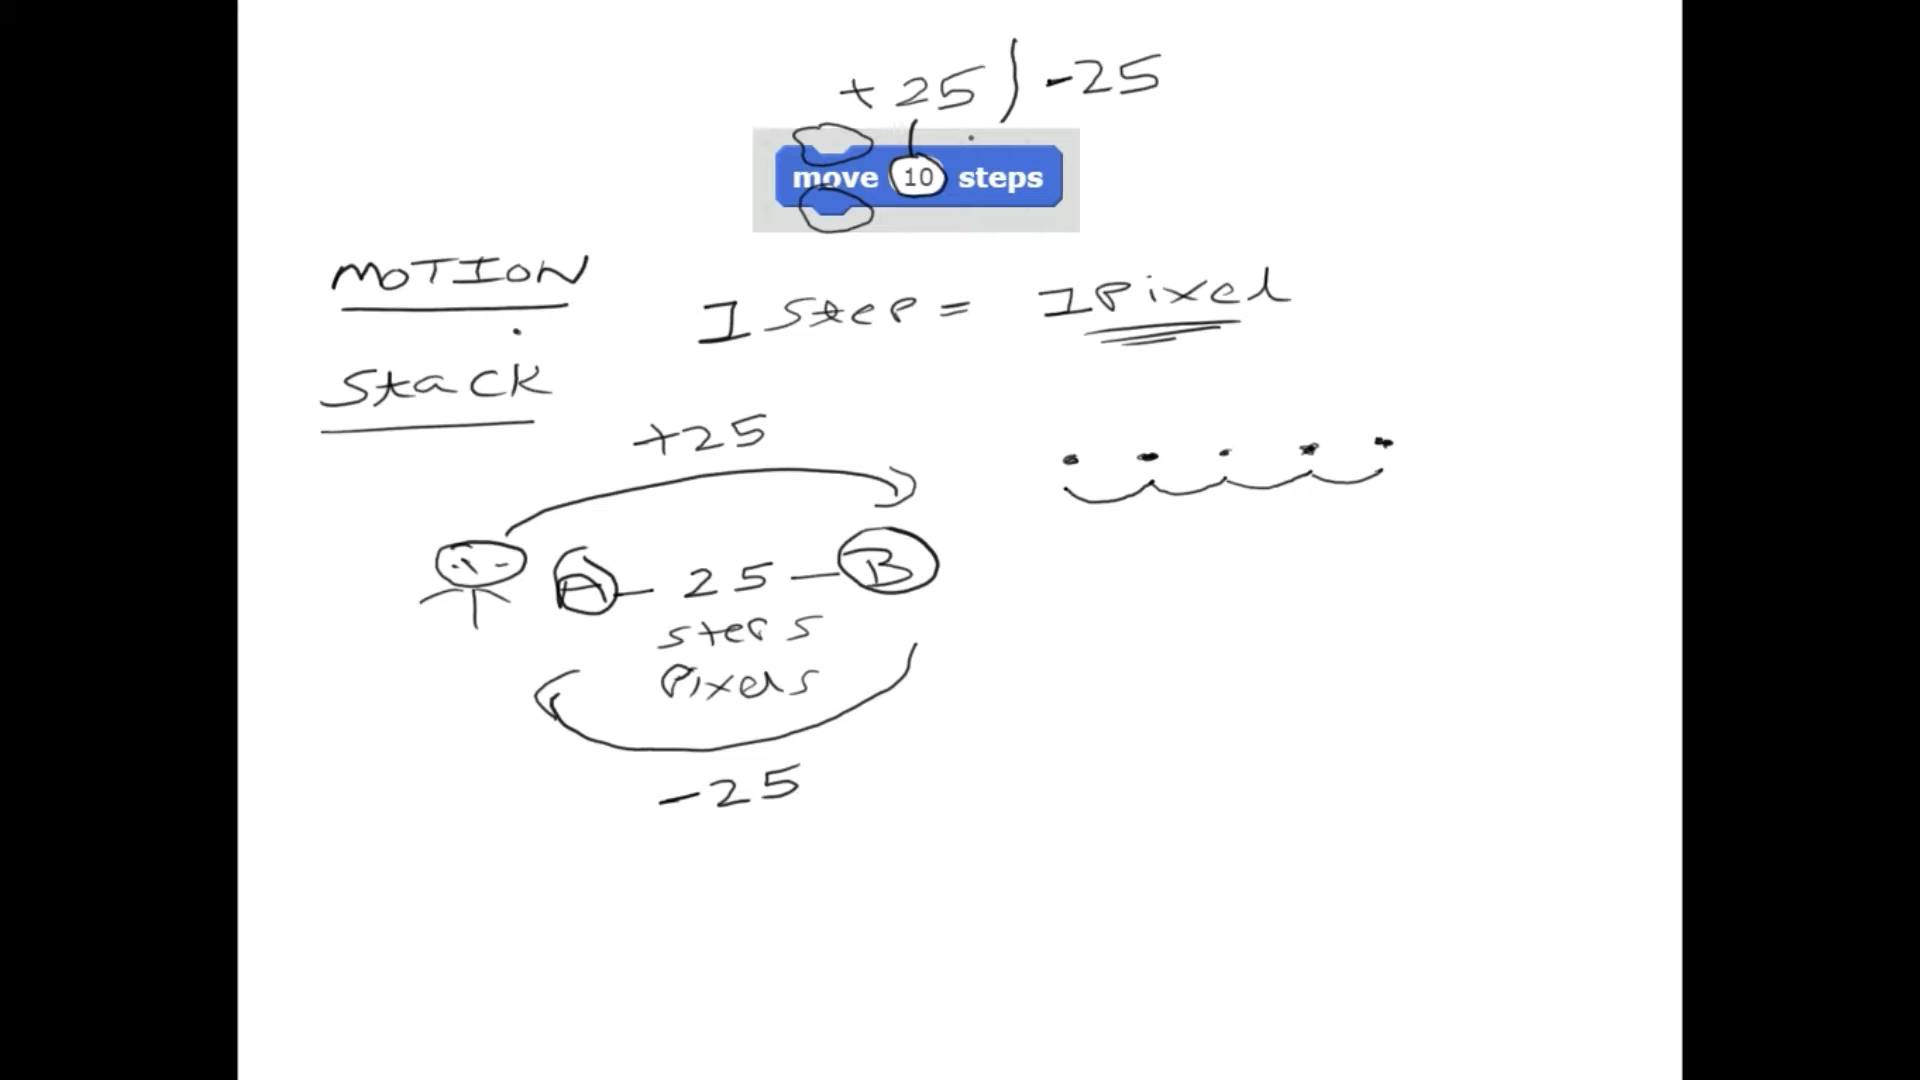 +25 | -25
move 10 steps
MOTION
1 step = 1 Pixel
Stack
+25
A - 25 - B
steps
Pixels
-25